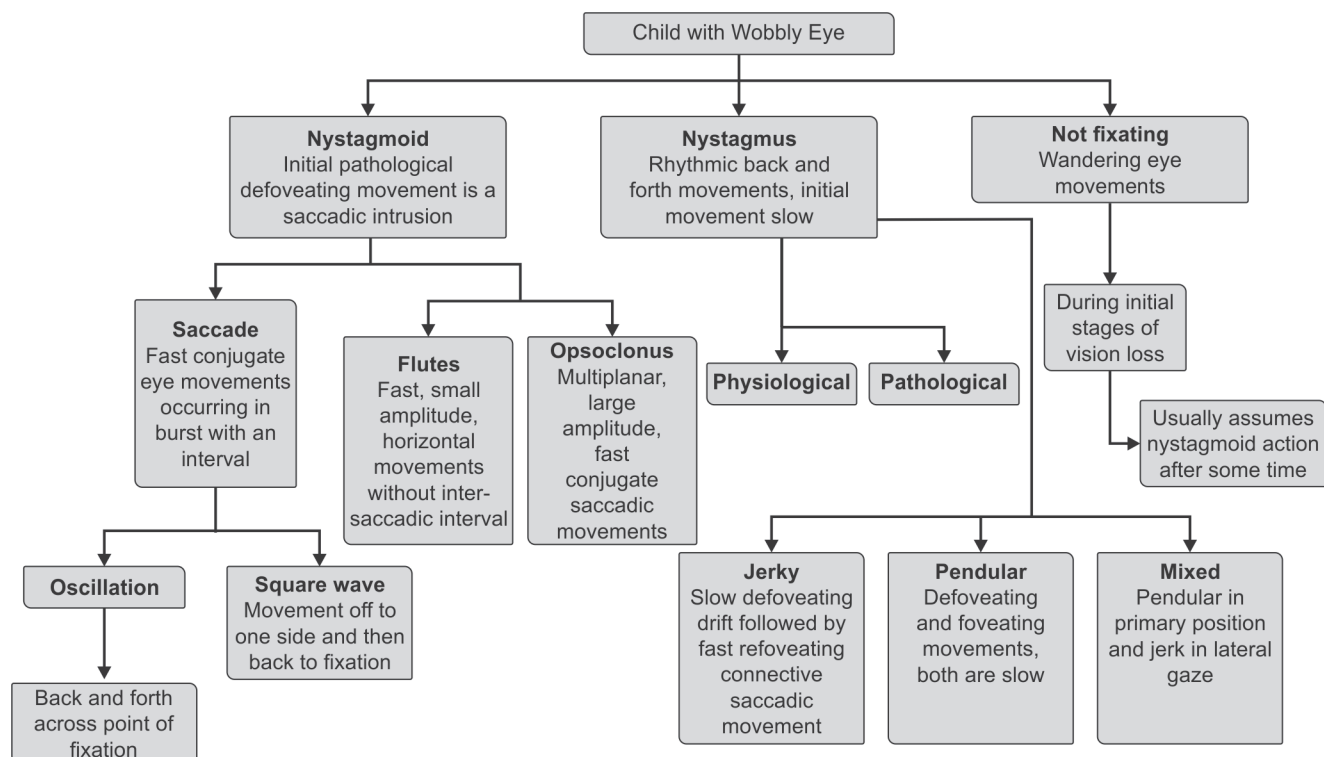 Child with Wobbly Eye
Nystagmoid
Initial pathological
defoveating movement is a
saccadic intrusion
Nystagmus
Rhythmic back and
forth movements, initial
movement slow
Not fixating
Wandering eye
movements
Saccade
Fast conjugate
eye movements
occurring in
burst with an
interval
Flutes
Fast, small
amplitude,
horizontal
movements
without inter-
saccadic interval
Opsoclonus
Multiplanar,
large
amplitude,
fast
conjugate
saccadic
movements
Physiological
Pathological
During initial
stages of
vision loss
Usually assumes
nystagmoid action
after some time
Oscillation
Square wave
Movement off to
one side and then
back to fixation
Back and forth
across point of
fixation
Jerky
Slow defoveating
drift followed by
fast refoveating
connective
saccadic
movement
Pendular
Defoveating
and foveating
movements,
both are slow
Mixed
Pendular in
primary position
and jerk in lateral
gaze